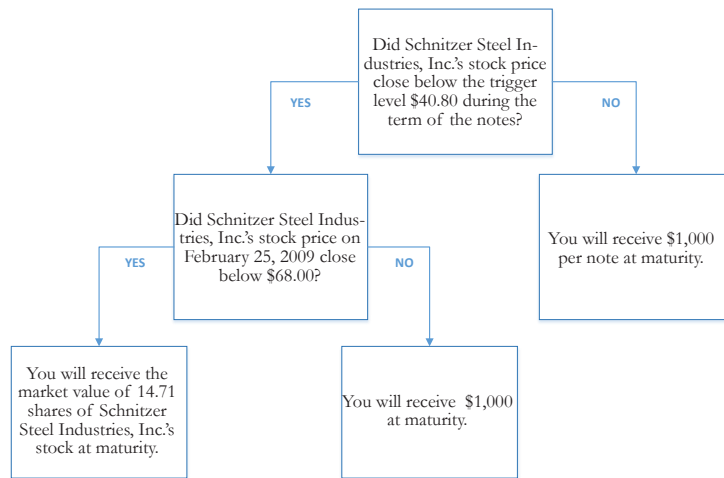 Did Schnitzer Steel In-
dustries, Inc.'s stock price
close below the trigger
level $40.80 during the
term of the notes?
YES
NO
Did Schnitzer Steel Indus-
tries, Inc.'s stock price on
February 25, 2009 close
below $68.00?
You will receive $1,000
per note at maturity.
YES
NO
You will receive the
market value of 14.71
shares of Schnitzer
Steel Industries, Inc.'s
stock at maturity.
You will receive $1,000
at maturity.